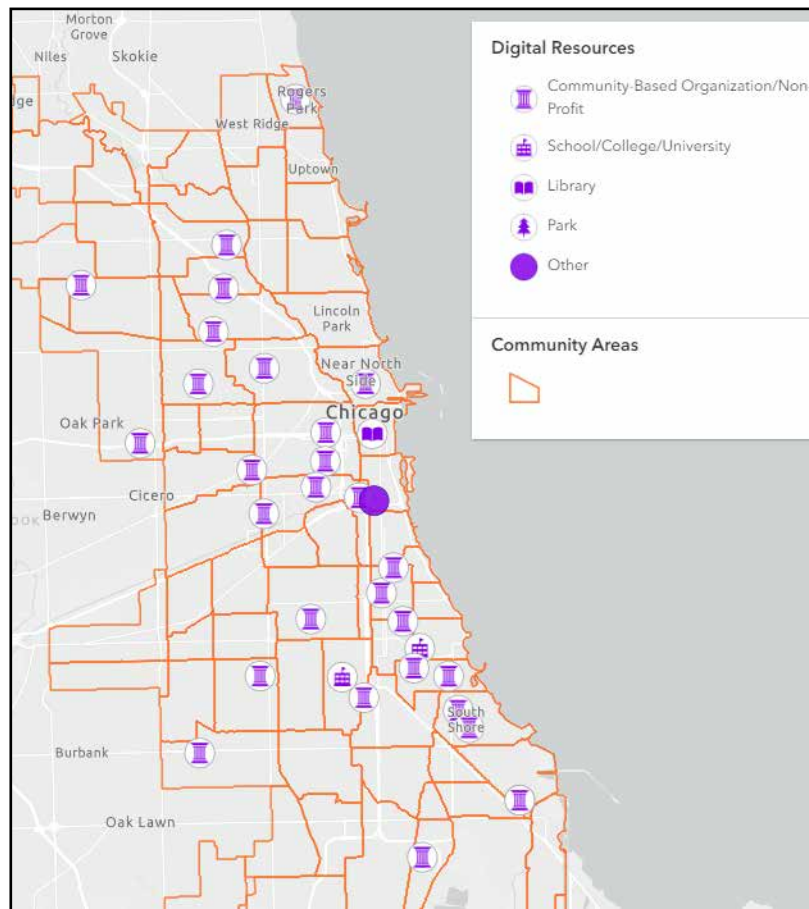 Morton
Grove
Niles
Skokie
dge
Rogers
Park
West Ridge
Uptown
Lincoln
Park
Near North
Side
Chicago
Oak Park
Cicero
OOK
Berwyn
South
Shore
Burbank
Oak Lawn
Digital Resources
Community-Based Organization/Non-
Profit
School/College/University
Library
Park
Other
Community Areas